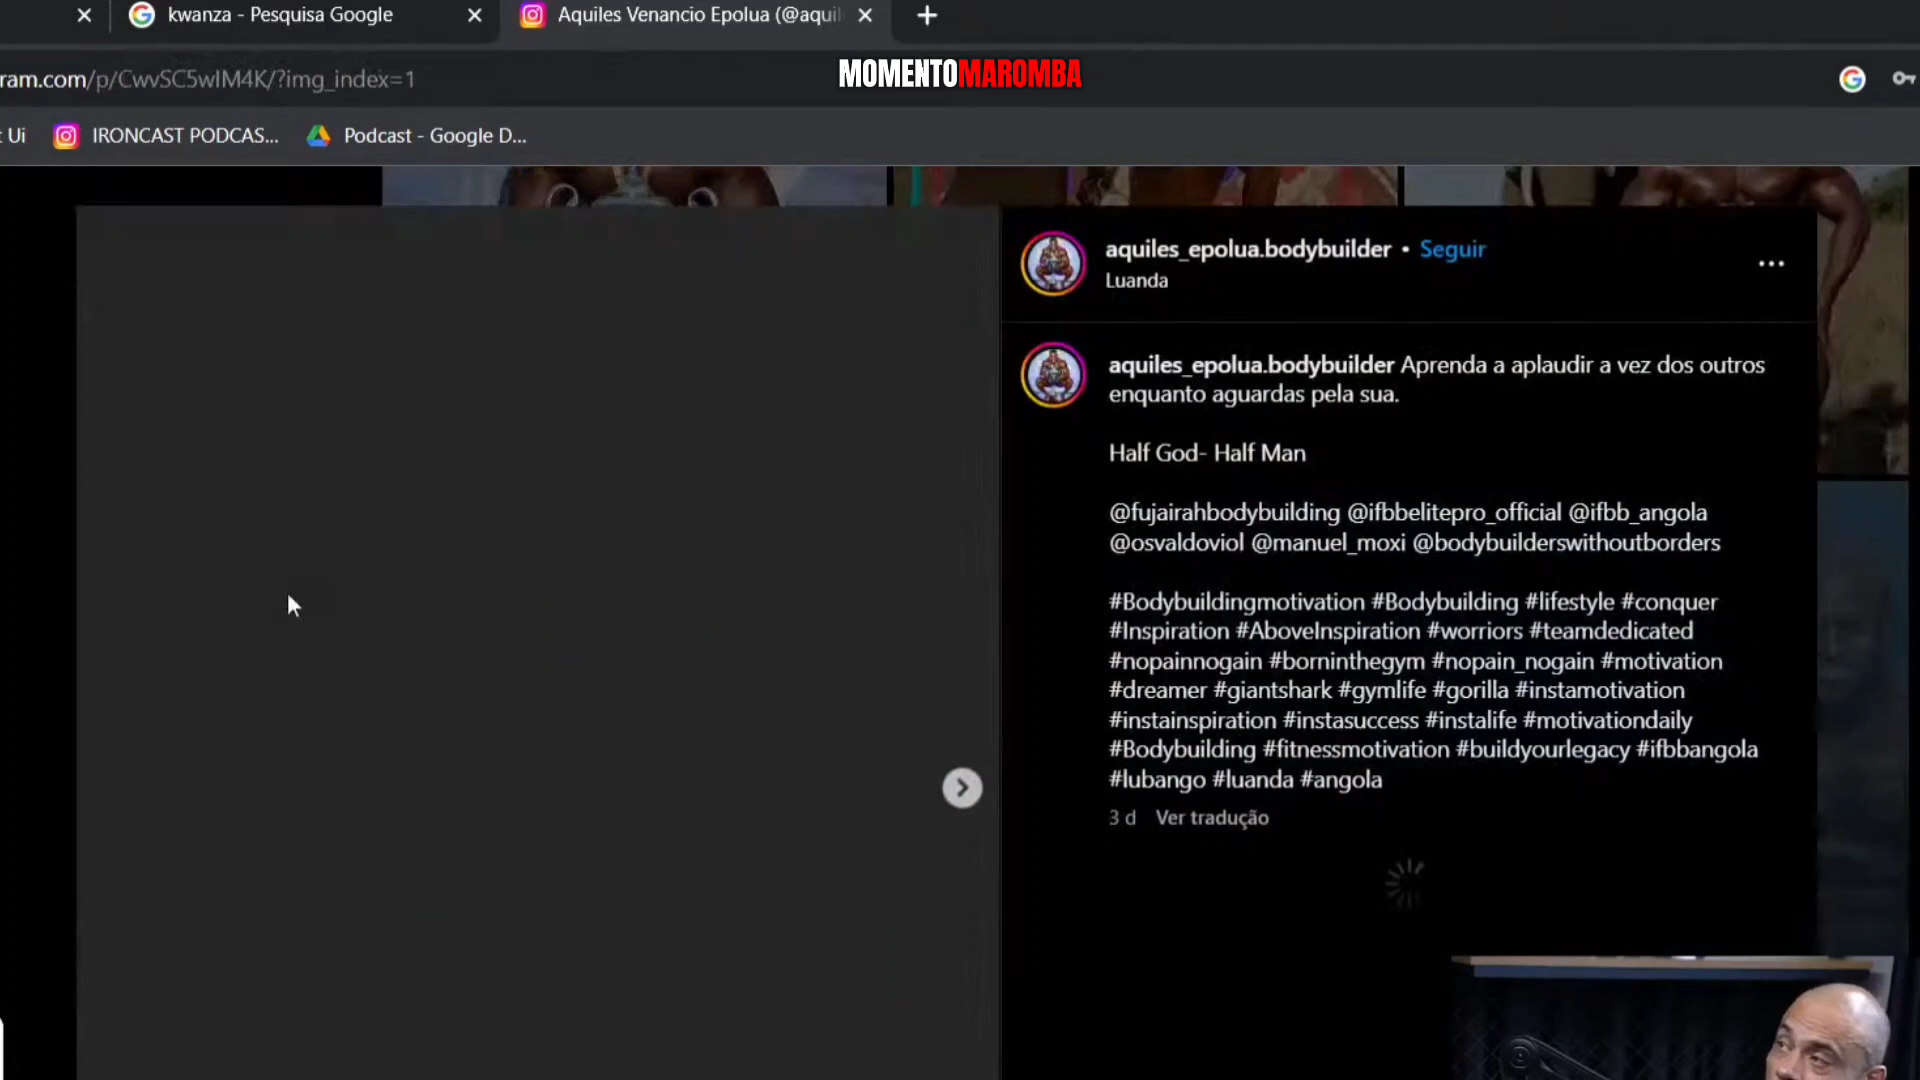 kwanza - Pesquisa Google
Aquiles Venancio Epolua (@aquil
ram.com/p/CwvSC5wIM4K/?img_index=1
MOMENTOMAROMBA
Ui
IRONCAST PODCAS...
Podcast - Google D...
aquiles_epolua.bodybuilder • Seguir
Luanda
aquiles_epolua.bodybuilder Aprenda a aplaudir a vez dos outros
enquanto aguardas pela sua.
Half God- Half Man
@fujairahbodybuilding @ifbbelitepro_official @ifbb_angola
@osvaldoviol @manuel_moxi @bodybuilderswithoutborders
#Bodybuildingmotivation #Bodybuilding #lifestyle #conquer
#Inspiration #AboveInspiration #worriors #teamdedicated
#nopainnogain #borninthegym #nopain_nogain #motivation
#dreamer #giantshark #gymlife #gorilla #instamotivation
#instainspiration #instasuccess #instalife #motivationdaily
#Bodybuilding #fitnessmotivation #buildyourlegacy #ifbbangola
#lubango #luanda #angola
3 d Ver tradução